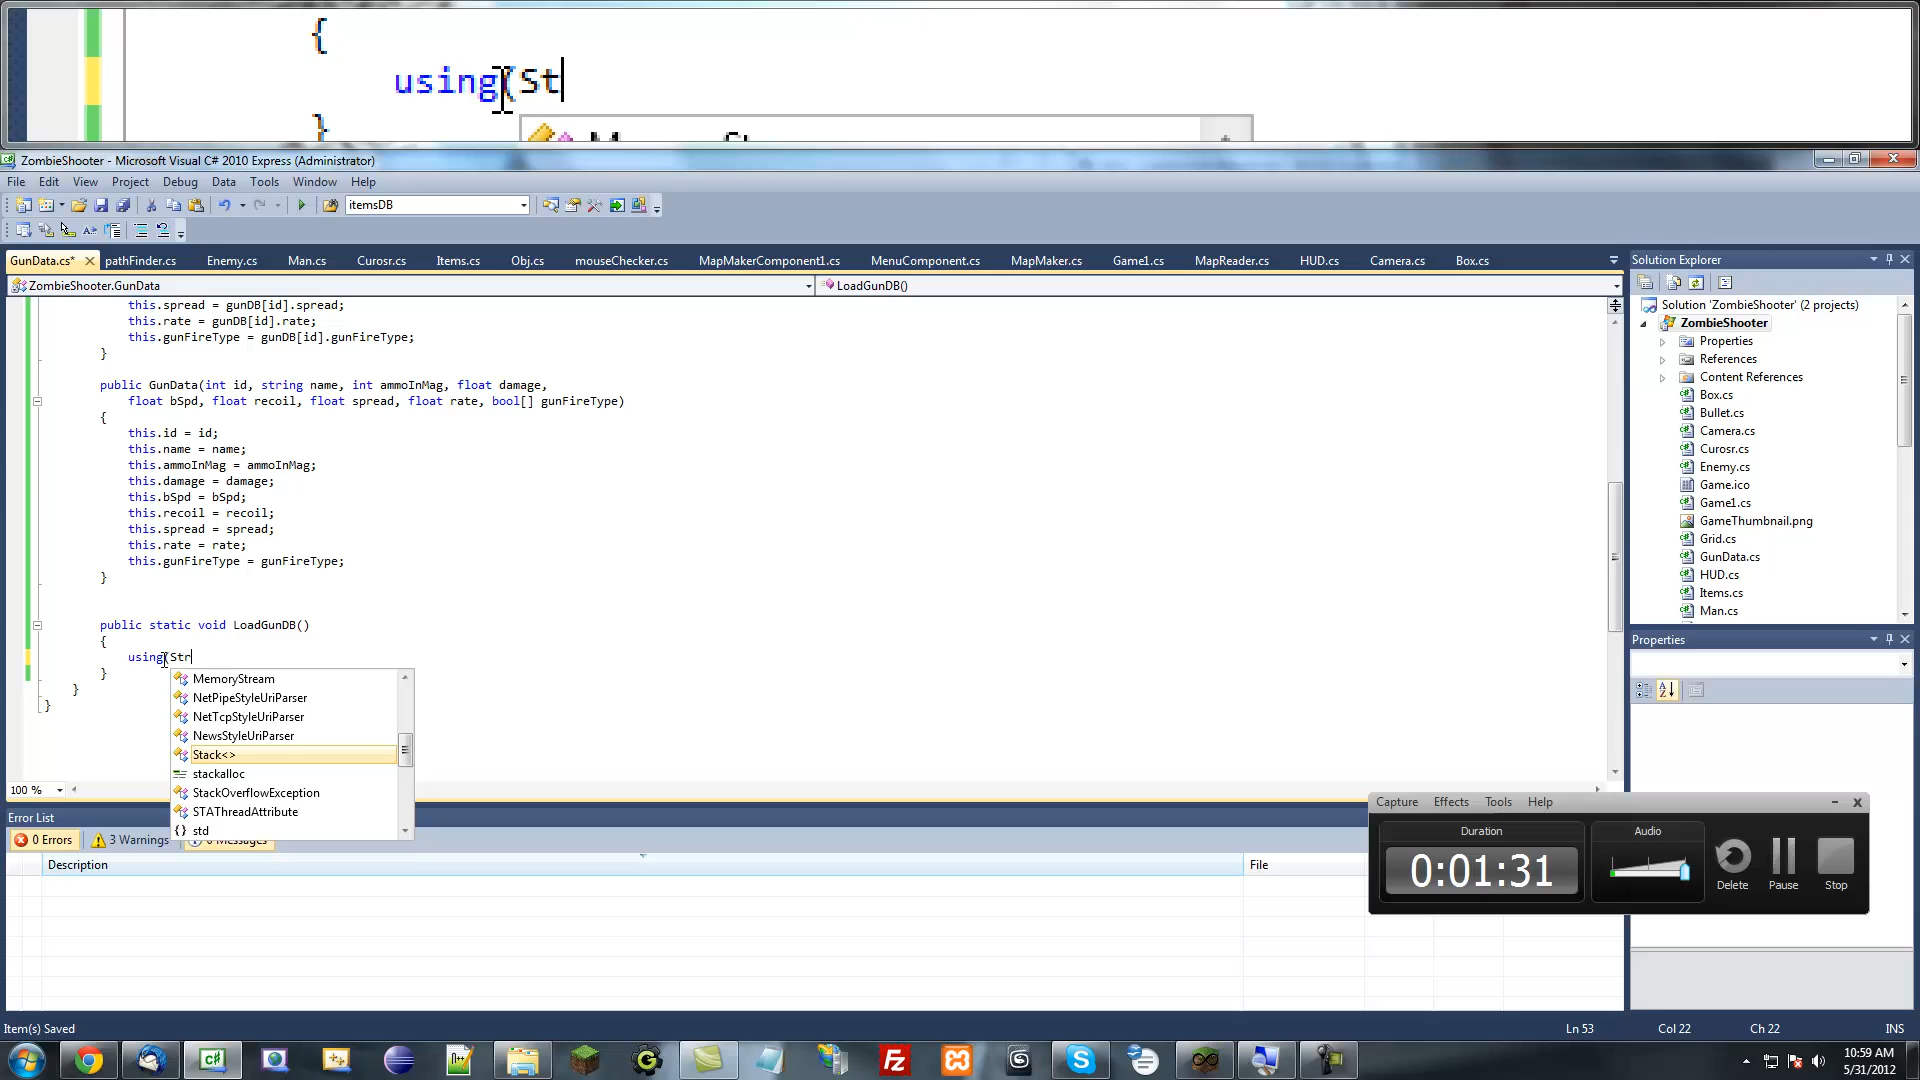 {
using(St
}
ZombieShooter - Microsoft Visual C# 2010 Express (Administrator)
File Edit View Project Debug Data Tools Window Help
itemsDB
GunData.cs* pathFinder.cs Enemy.cs Man.cs Curosr.cs Items.cs Obj.cs mouseChecker.cs MapMakerComponent1.cs MenuComponent.cs MapMaker.cs Game1.cs MapReader.cs HUD.cs Camera.cs Box.cs
ZombieShooter.GunData LoadGunDB()
this.spread = gunDB[id].spread;
this.rate = gunDB[id].rate;
this.gunFireType = gunDB[id].gunFireType;
}
public GunData(int id, string name, int ammoInMag, float damage,
float bSpd, float recoil, float spread, float rate, bool[] gunFireType)
{
this.id = id;
this.name = name;
this.ammoInMag = ammoInMag;
this.damage = damage;
this.bSpd = bSpd;
this.recoil = recoil;
this.spread = spread;
this.rate = rate;
this.gunFireType = gunFireType;
}
public static void LoadGunDB()
{
using(Str
}
}
}
MemoryStream
NetPipeStyleUriParser
NetTcpStyleUriParser
NewsStyleUriParser
Stack<>
stackalloc
StackOverflowException
STAThreadAttribute
{} std
100 %
Error List
0 Errors 3 Warnings 0 Messages
Description File
Solution Explorer
Solution 'ZombieShooter' (2 projects)
ZombieShooter
Properties
References
Content References
Box.cs
Bullet.cs
Camera.cs
Curosr.cs
Enemy.cs
Game.ico
Game1.cs
GameThumbnail.png
Grid.cs
GunData.cs
HUD.cs
Items.cs
Man.cs
Properties
Capture Effects Tools Help
Duration Audio
0:01:31
Delete Pause Stop
Item(s) Saved Ln 53 Col 22 Ch 22 INS
10:59 AM
5/31/2012